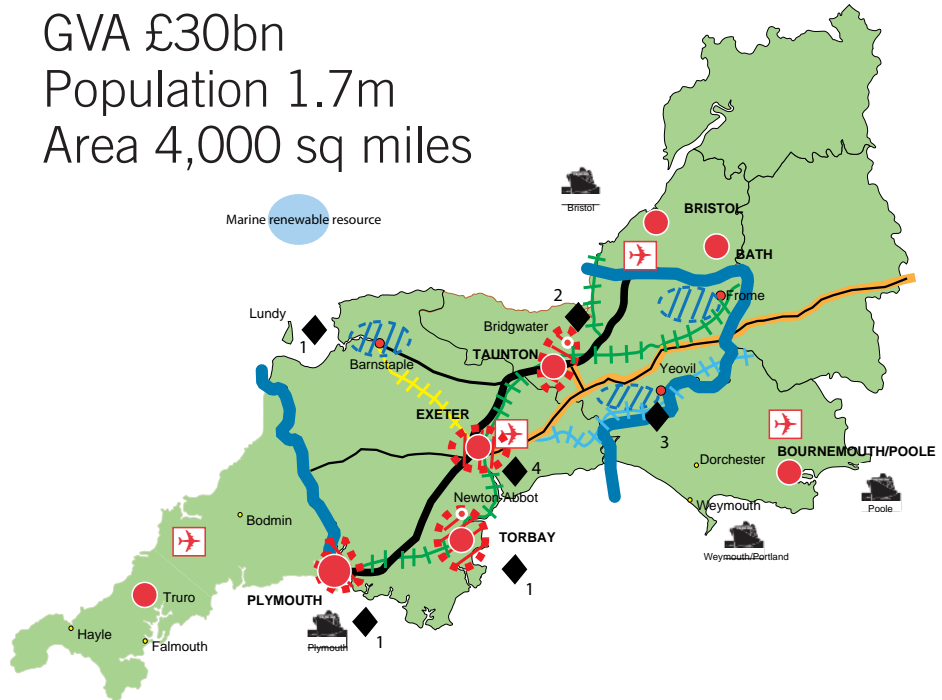 GVA £30bn
Population 1.7m
Area 4,000 sq miles
Marine renewable resource
Bristol
BRISTOL
BATH
Frome
2
Bridgwater
Lundy
1
Barnstaple
TAUNTON
Yeovil
EXETER
3
4
BOURNEMOUTH/POOLE
Dorchester
Newton Abbot
Weymouth
Poole
Bodmin
TORBAY
Weymouth/Portland
1
PLYMOUTH
Truro
1
Plymouth
Hayle
Falmouth